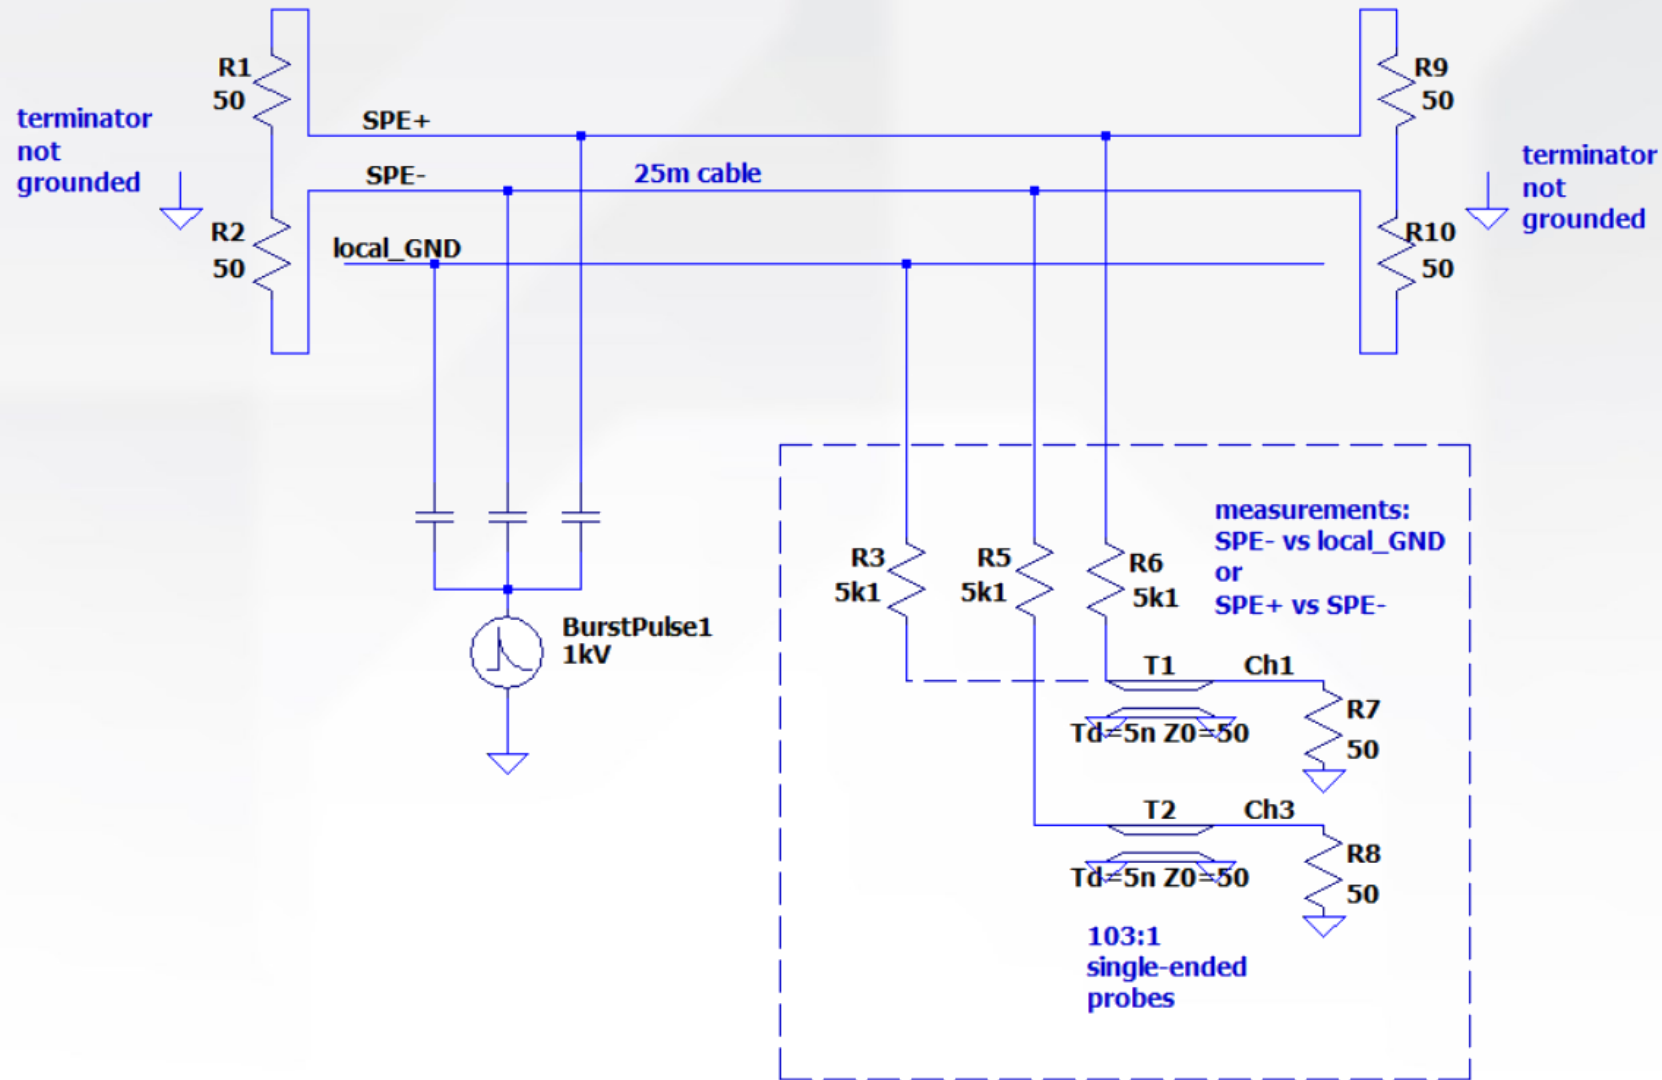 R1
50
terminator
not
grounded
R2
50
SPE+
SPE-
25m cable
local_GND
R9
50
terminator
not
grounded
R10
50
BurstPulse1
1kV
measurements:
SPE- vs local_GND
or
SPE+ vs SPE-
R3
5k1
R5
5k1
R6
5k1
T1
Ch1
Td=5n Z0=50
R7
50
T2
Ch3
Td=5n Z0=50
R8
50
103:1
single-ended
probes